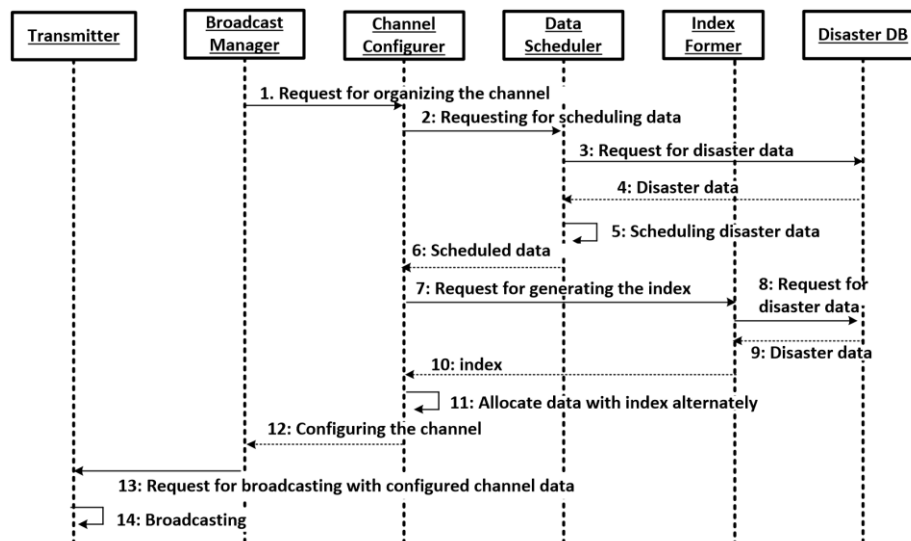 Transmitter
Broadcast
Manager
Channel
Configurer
Data
Scheduler
Index
Former
Disaster DB
1. Request for organizing the channel
2: Requesting for scheduling data
3: Request for disaster data
4: Disaster data
5: Scheduling disaster data
6: Scheduled data
7: Request for generating the index
8: Request for
disaster data
9: Disaster data
10: index
11: Allocate data with index alternately
12: Configuring the channel
13: Request for broadcasting with configured channel data
14: Broadcasting